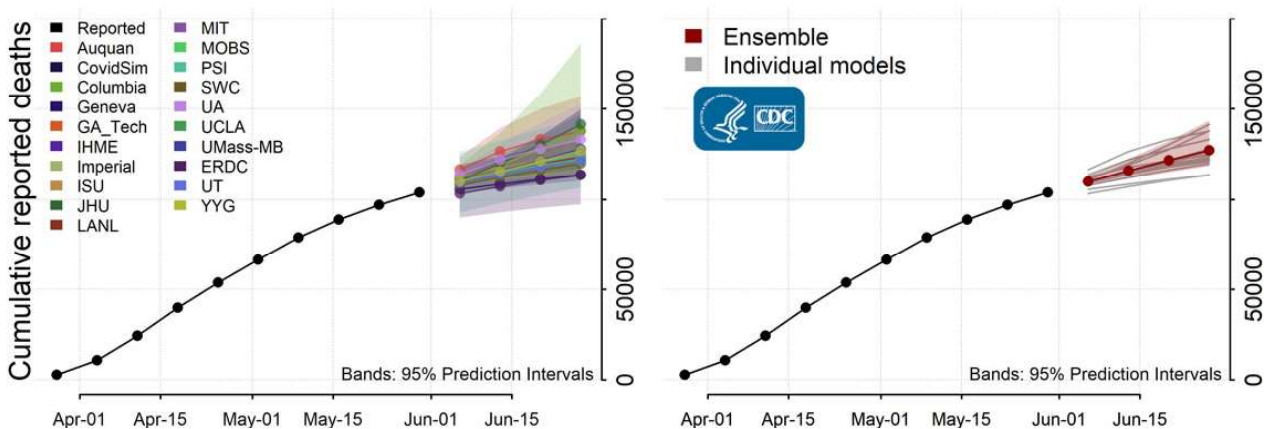 Cumulative reported deaths
Reported
Auquan
CovidSim
Columbia
Geneva
GA_Tech
IHME
Imperial
ISU
JHU
LANL
MIT
MOBS
PSI
SWC
UA
UCLA
UMass-MB
ERDC
UT
YYG
Bands: 95% Prediction Intervals
150000
50000
0
Apr-01 Apr-15 May-01 May-15 Jun-01 Jun-15
Ensemble
Individual models
CDC
Bands: 95% Prediction Intervals
150000
50000
0
Apr-01 Apr-15 May-01 May-15 Jun-01 Jun-15